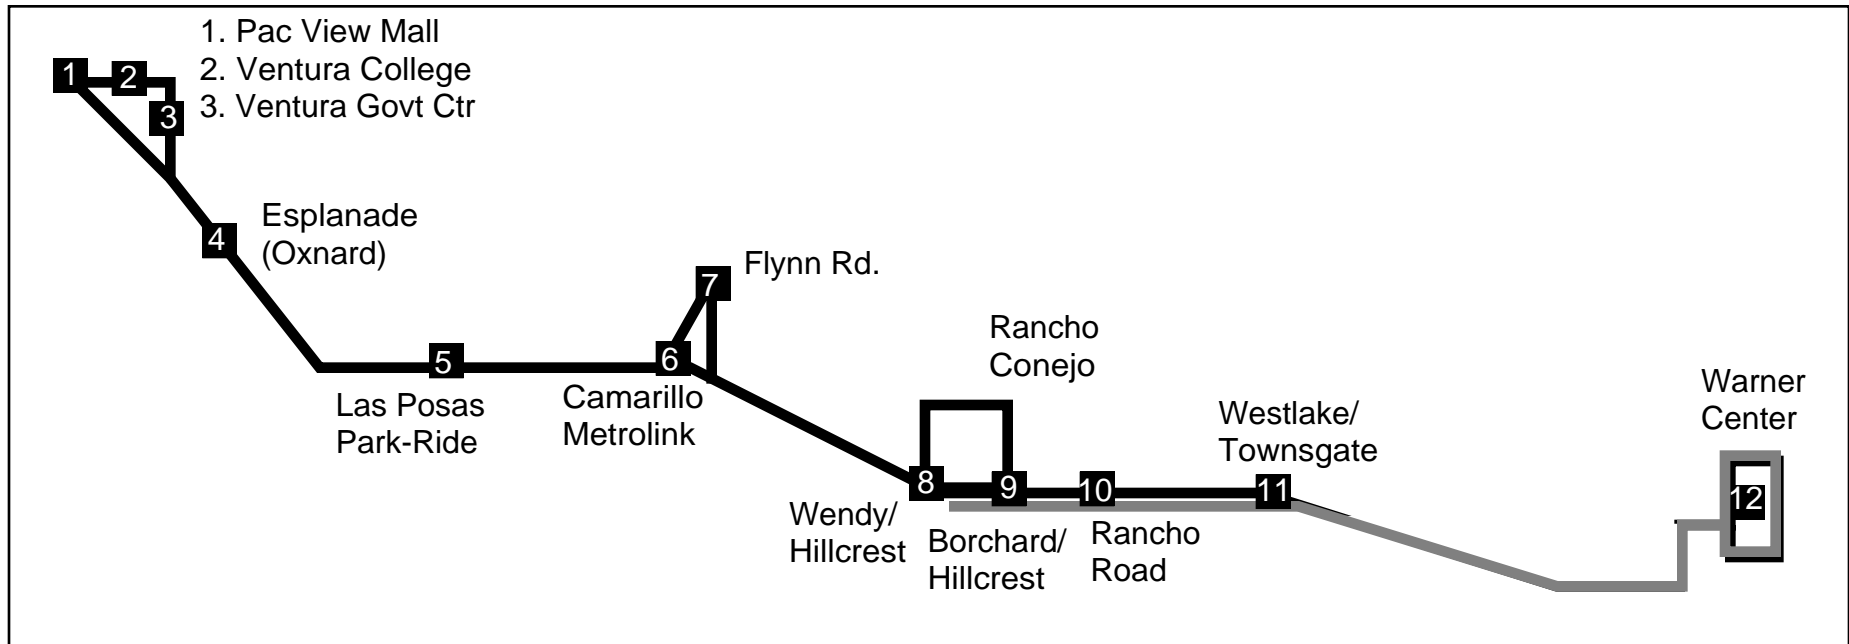 1. Pac View Mall
2. Ventura College
3. Ventura Govt Ctr
1
2
3
4
Esplanade
(Oxnard)
5
Las Posas
Park-Ride
6
Camarillo
Metrolink
7
Flynn Rd.
8
Wendy/
Hillcrest
Rancho
Conejo
9
Borchard/
Hillcrest
10
Rancho
Road
11
Westlake/
Townsgate
Warner
Center
12